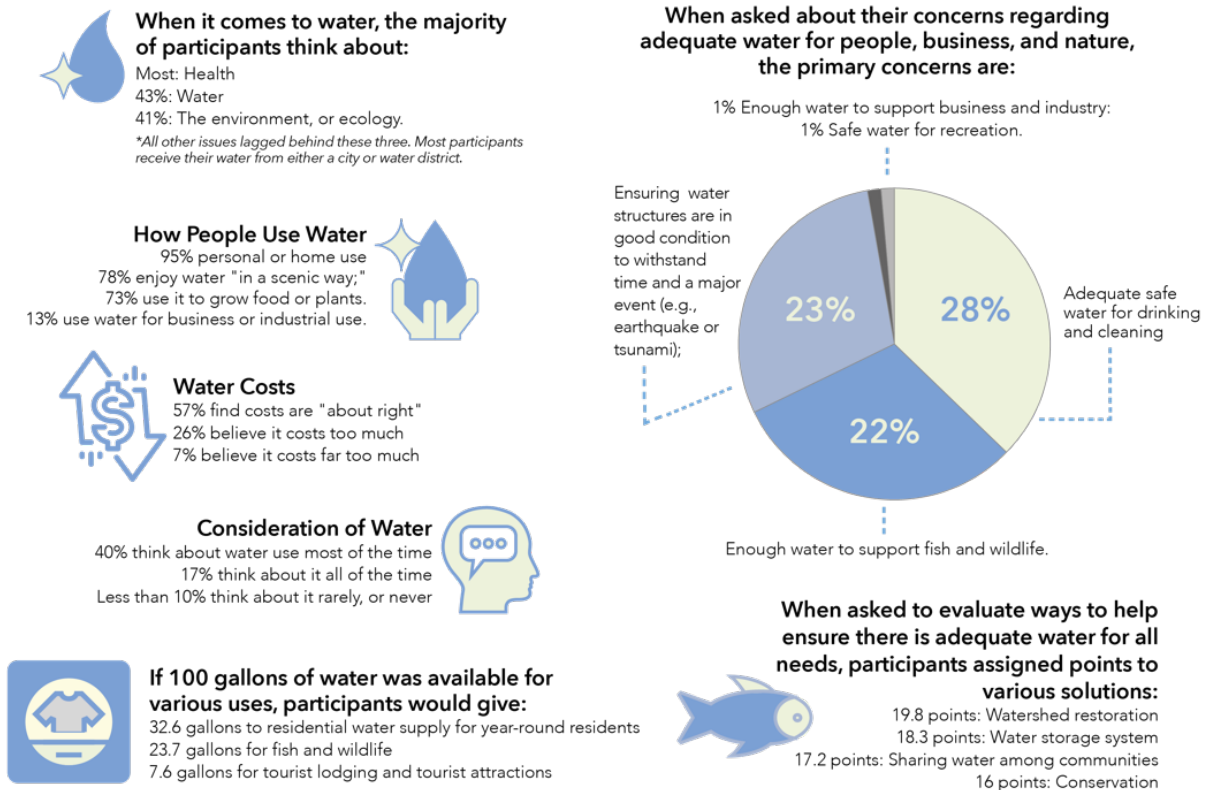 When it comes to water, the majority
of participants think about:
Most: Health
43%: Water
41%: The environment, or ecology.
*All other issues lagged behind these three. Most participants
receive their water from either a city or water district.
How People Use Water
95% personal or home use
78% enjoy water "in a scenic way;"
73% use it to grow food or plants.
13% use water for business or industrial use.
Water Costs
57% find costs are "about right"
26% believe it costs too much
7% believe it costs far too much
Consideration of Water
40% think about water use most of the time
17% think about it all of the time
Less than 10% think about it rarely, or never
If 100 gallons of water was available for
various uses, participants would give:
32.6 gallons to residential water supply for year-round residents
23.7 gallons for fish and wildlife
7.6 gallons for tourist lodging and tourist attractions
When asked about their concerns regarding
adequate water for people, business, and nature,
the primary concerns are:
1% Enough water to support business and industry:
1% Safe water for recreation.
Ensuring water
structures are in
good condition
to withstand
time and a major
event (e.g.,
earthquake or
tsunami);
23%
28%
Adequate safe
water for drinking
and cleaning
22%
Enough water to support fish and wildlife.
When asked to evaluate ways to help
ensure there is adequate water for all
needs, participants assigned points to
various solutions:
19.8 points: Watershed restoration
18.3 points: Water storage system
17.2 points: Sharing water among communities
16 points: Conservation